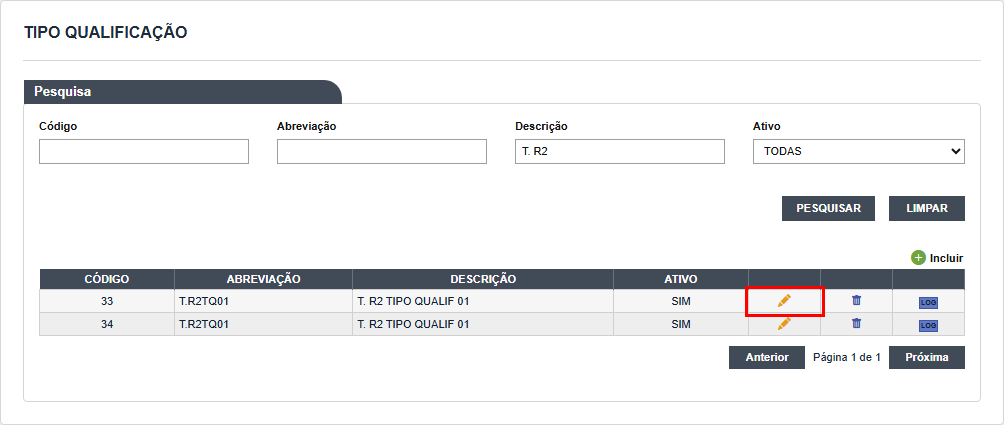 TIPO QUALIFICAÇÃO
Pesquisa
Código Abreviação Descrição Ativo
T. R2 TODAS
PESQUISAR LIMPAR
Incluir
CÓDIGO ABREVIAÇÃO DESCRIÇÃO ATIVO
33 T.R2TQ01 T. R2 TIPO QUALIF 01 SIM LOG
34 T.R2TQ01 T. R2 TIPO QUALIF 01 SIM LOG
Anterior Página 1 de 1 Próxima